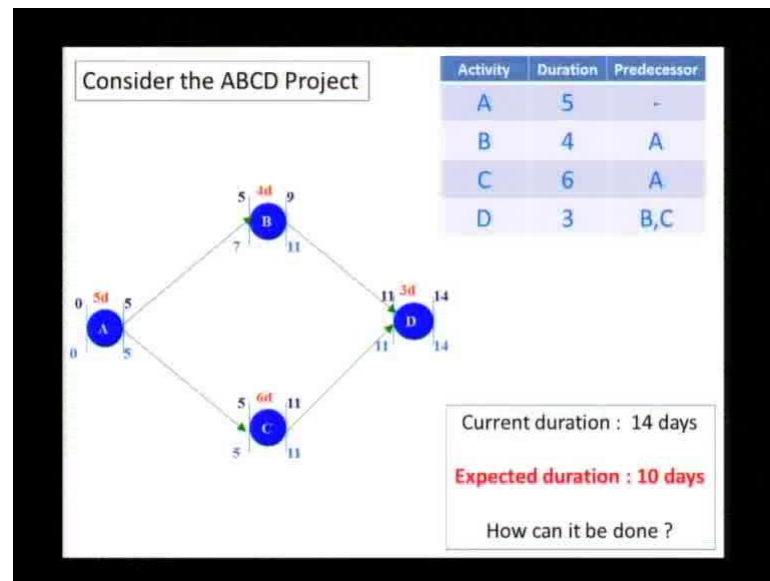 Consider the ABCD Project
Activity Duration Predecessor
A 5 -
B 4 A
C 6 A
D 3 B,C
5 4d 9
B
7 11
0 5d 5
A
0 5
11 3d 14
D
11 14
5 6d 11
C
5 11
Current duration : 14 days
Expected duration : 10 days
How can it be done ?